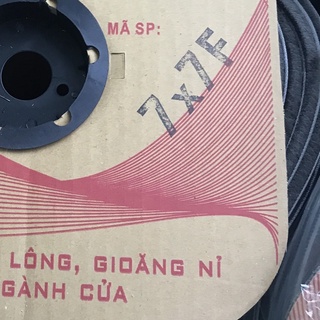 MÃ SP:
7x7F
LÔNG, GIOĂNG NỈ
GÀNH CỬA